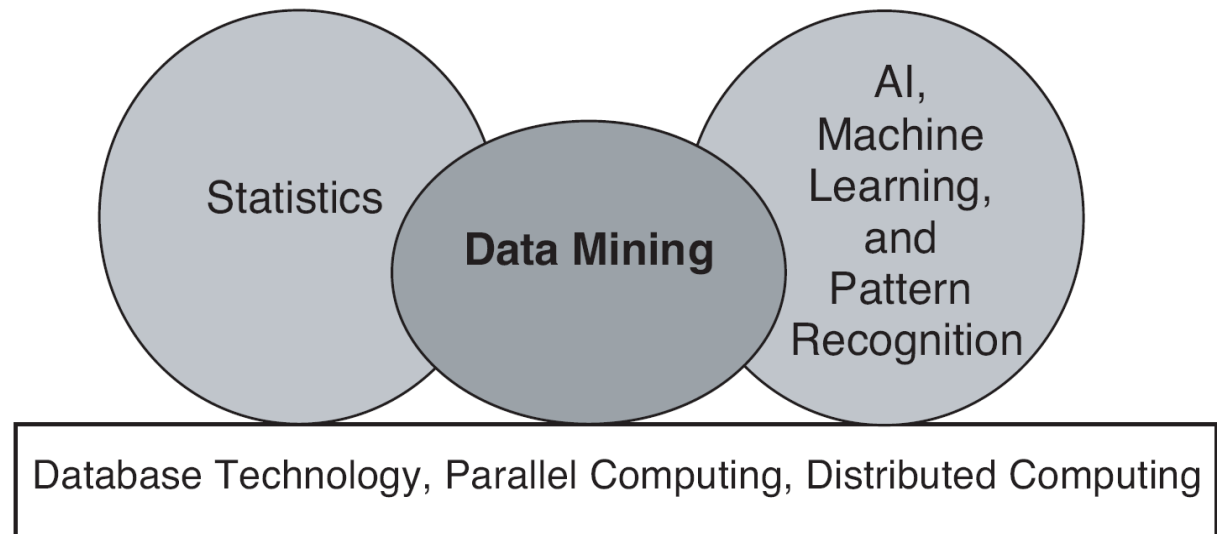 Statistics
Data Mining
AI,
Machine
Learning,
and
Pattern
Recognition
Database Technology, Parallel Computing, Distributed Computing